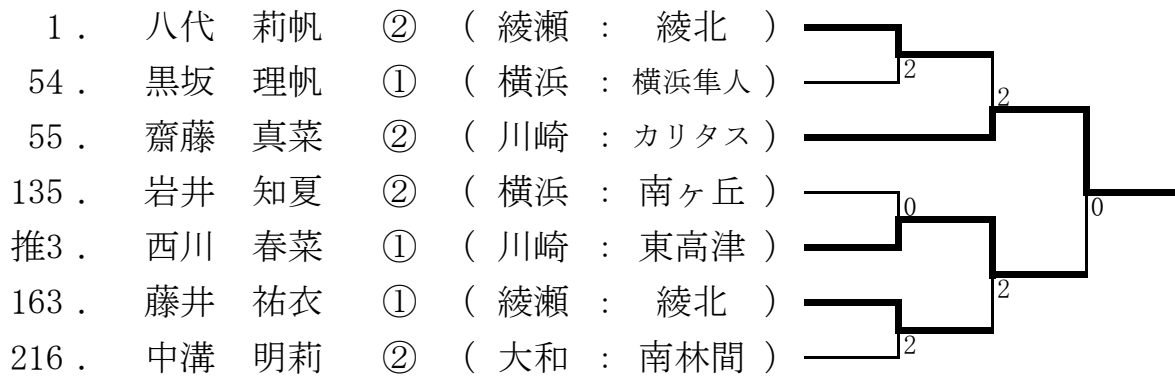 1． 八代 莉帆 ② ( 綾瀬 ： 綾北 )
54． 黒坂 理帆 ① ( 横浜 ： 横浜隼人 ) 2
2
55． 齋藤 真菜 ② ( 川崎 ： カリタス )
135． 岩井 知夏 ② ( 横浜 ： 南ヶ丘 ) 0 0
推3． 西川 春菜 ① ( 川崎 ： 東高津 )
163． 藤井 祐衣 ① ( 綾瀬 ： 綾北 ) 2
216． 中溝 明莉 ② ( 大和 ： 南林間 ) 2